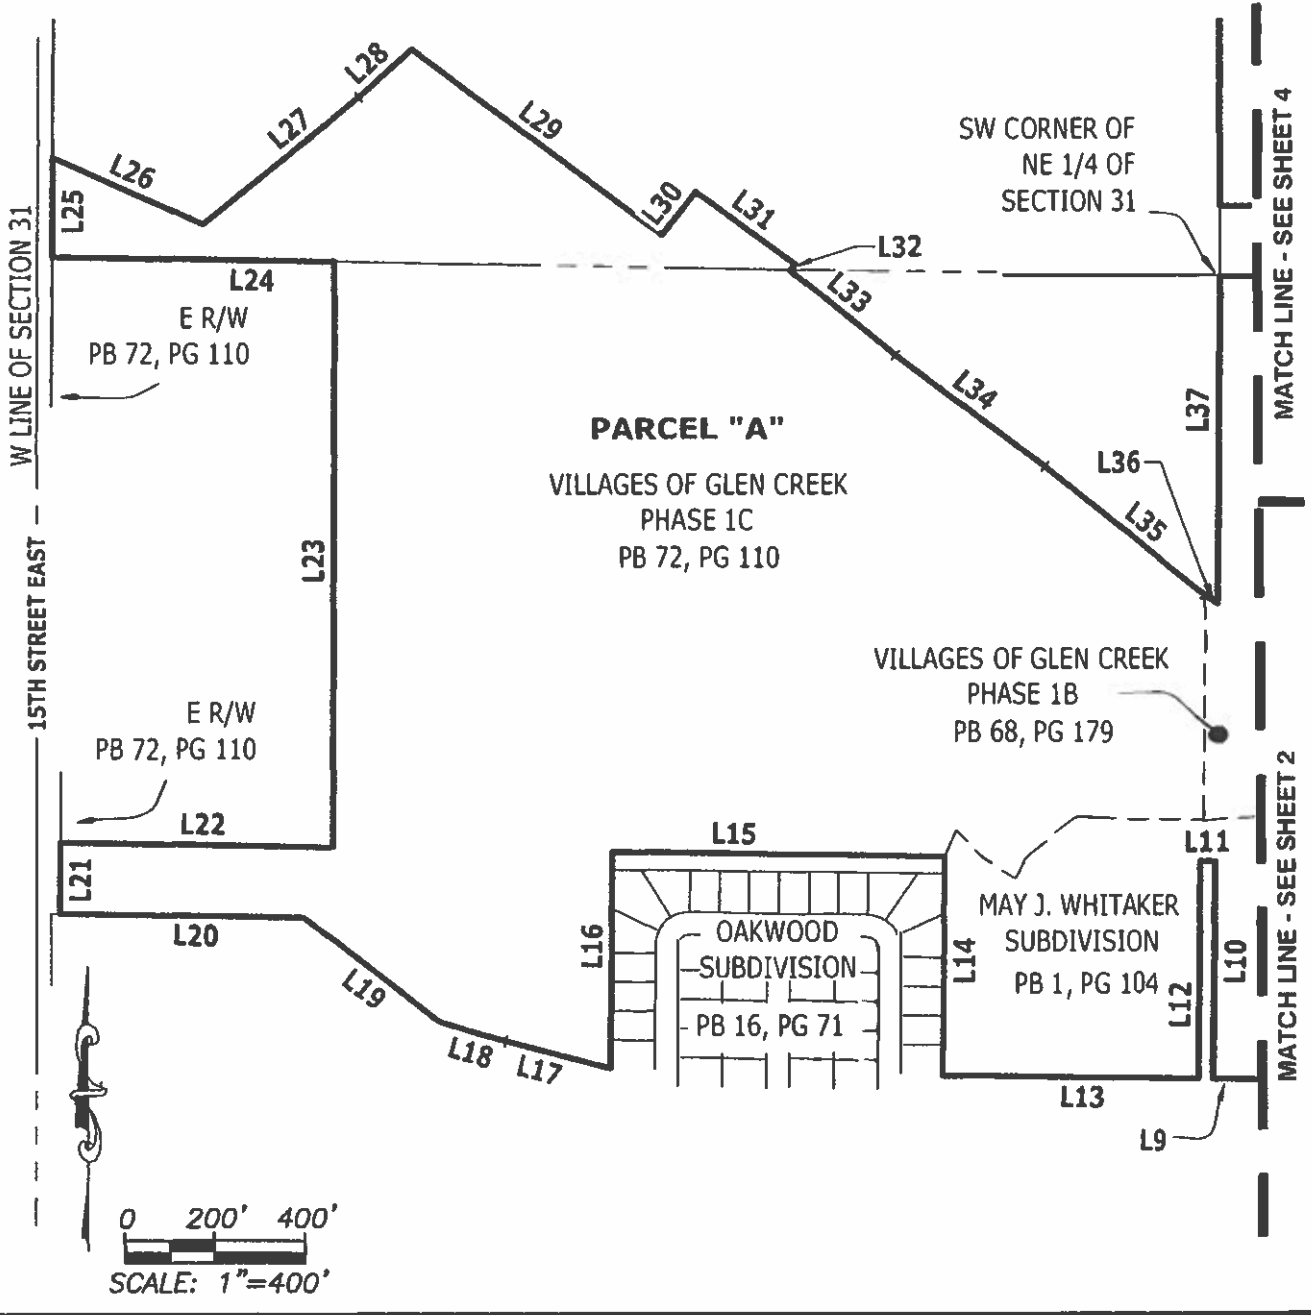 L28
L27
L29
L26
L25
L30
L31
SW CORNER OF
NE 1/4 OF
SECTION 31
MATCH LINE - SEE SHEET 4
W LINE OF SECTION 31
L24
L32
L33
E R/W
PB 72, PG 110
L34
L37
PARCEL "A"
VILLAGES OF GLEN CREEK
PHASE 1C
PB 72, PG 110
L36
L35
L23
15TH STREET EAST
VILLAGES OF GLEN CREEK
PHASE 1B
PB 68, PG 179
E R/W
PB 72, PG 110
MATCH LINE - SEE SHEET 2
L22
L15
L11
L21
L20
L16
OAKWOOD
SUBDIVISION
PB 16, PG 71
L14
MAY J. WHITAKER
SUBDIVISION
PB 1, PG 104
L12
L10
L19
L18
L17
L13
L9
0 200' 400'
SCALE: 1"=400'